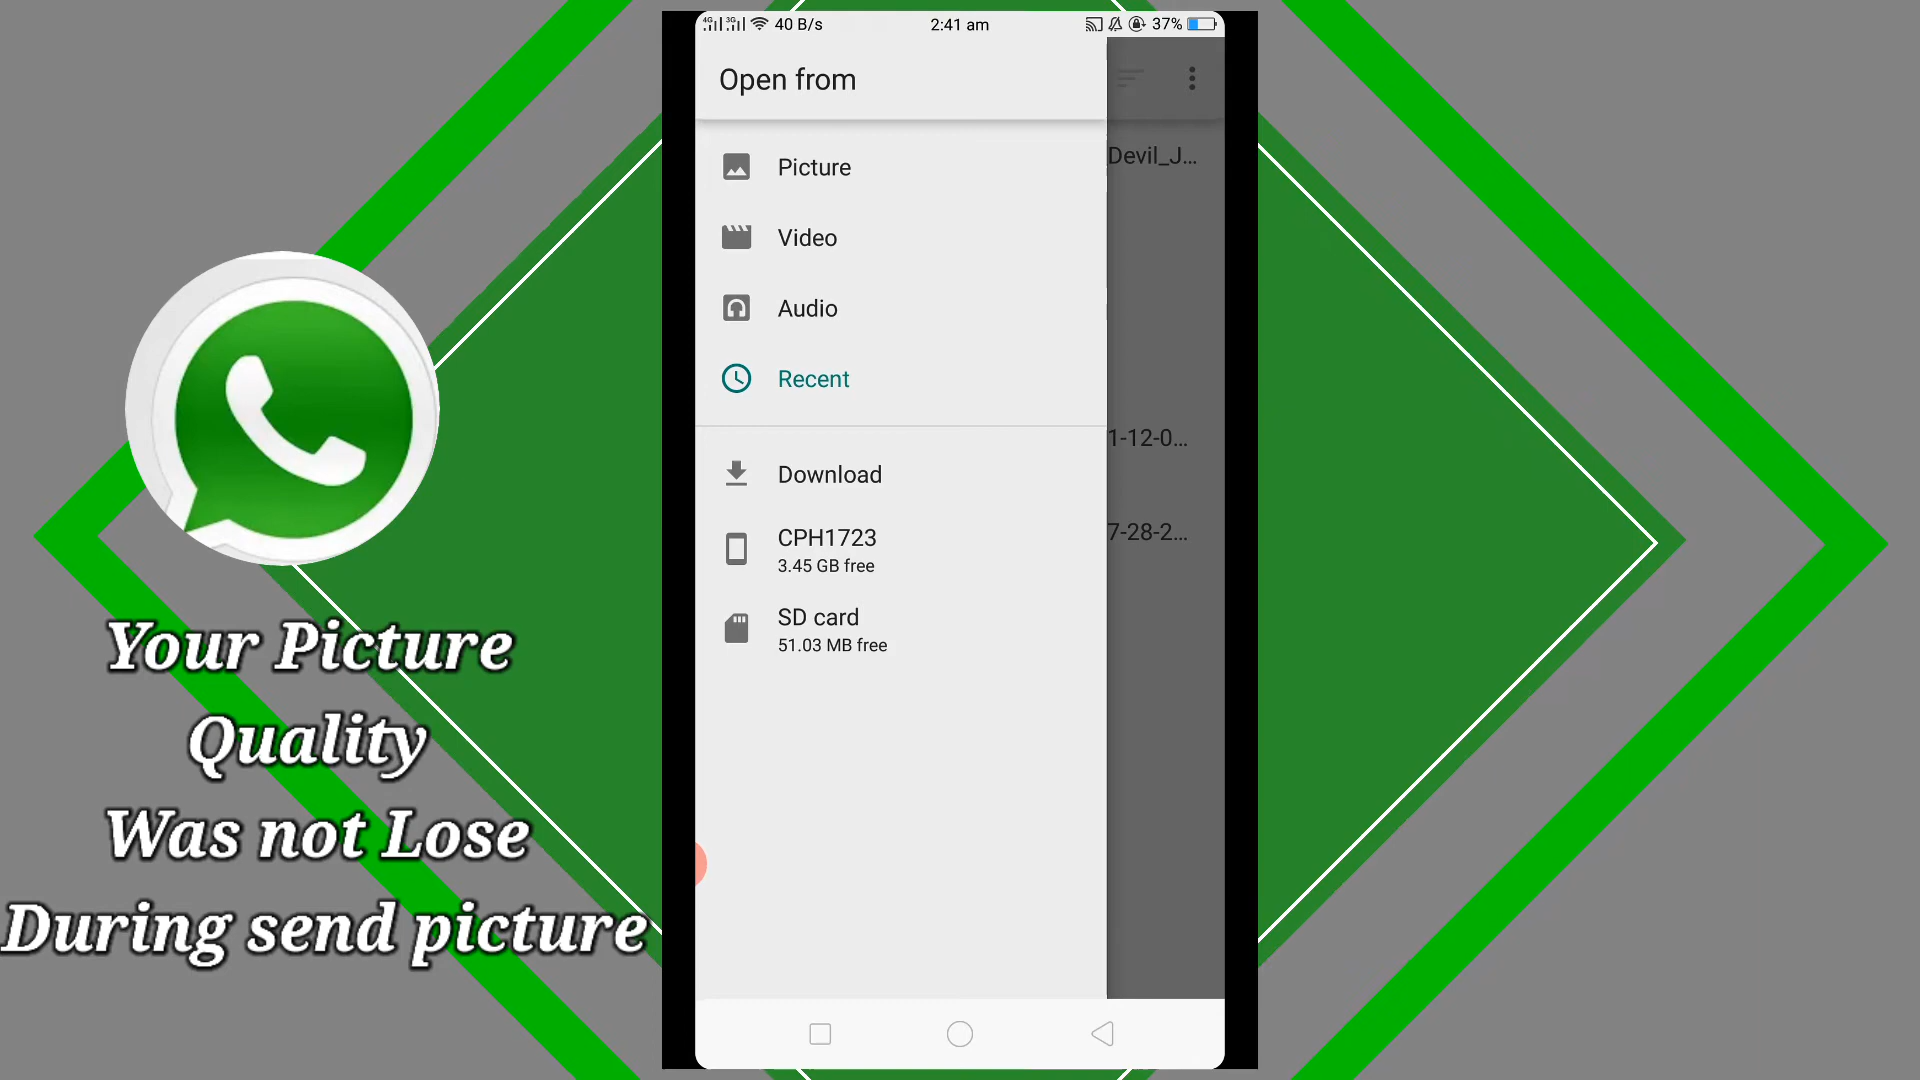 4G 3G 40 B/s 2:41 am 37%
Open from
Picture
Devil_J...
Video
Audio
Recent
1-12-0...
Download
CPH1723
3.45 GB free
7-28-2...
SD card
51.03 MB free
Your Picture
Quality
Was not Lose
During send picture